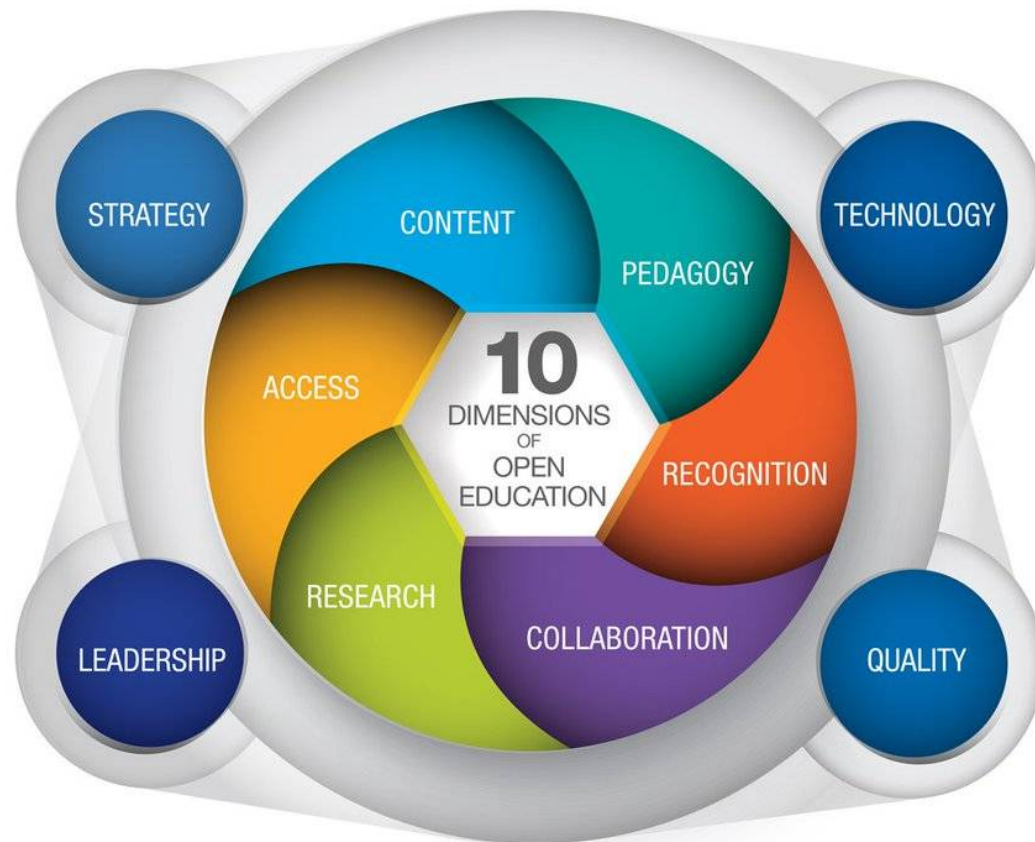 STRATEGY
TECHNOLOGY
CONTENT
PEDAGOGY
ACCESS
10
DIMENSIONS
OF
OPEN
EDUCATION
RECOGNITION
RESEARCH
COLLABORATION
LEADERSHIP
QUALITY